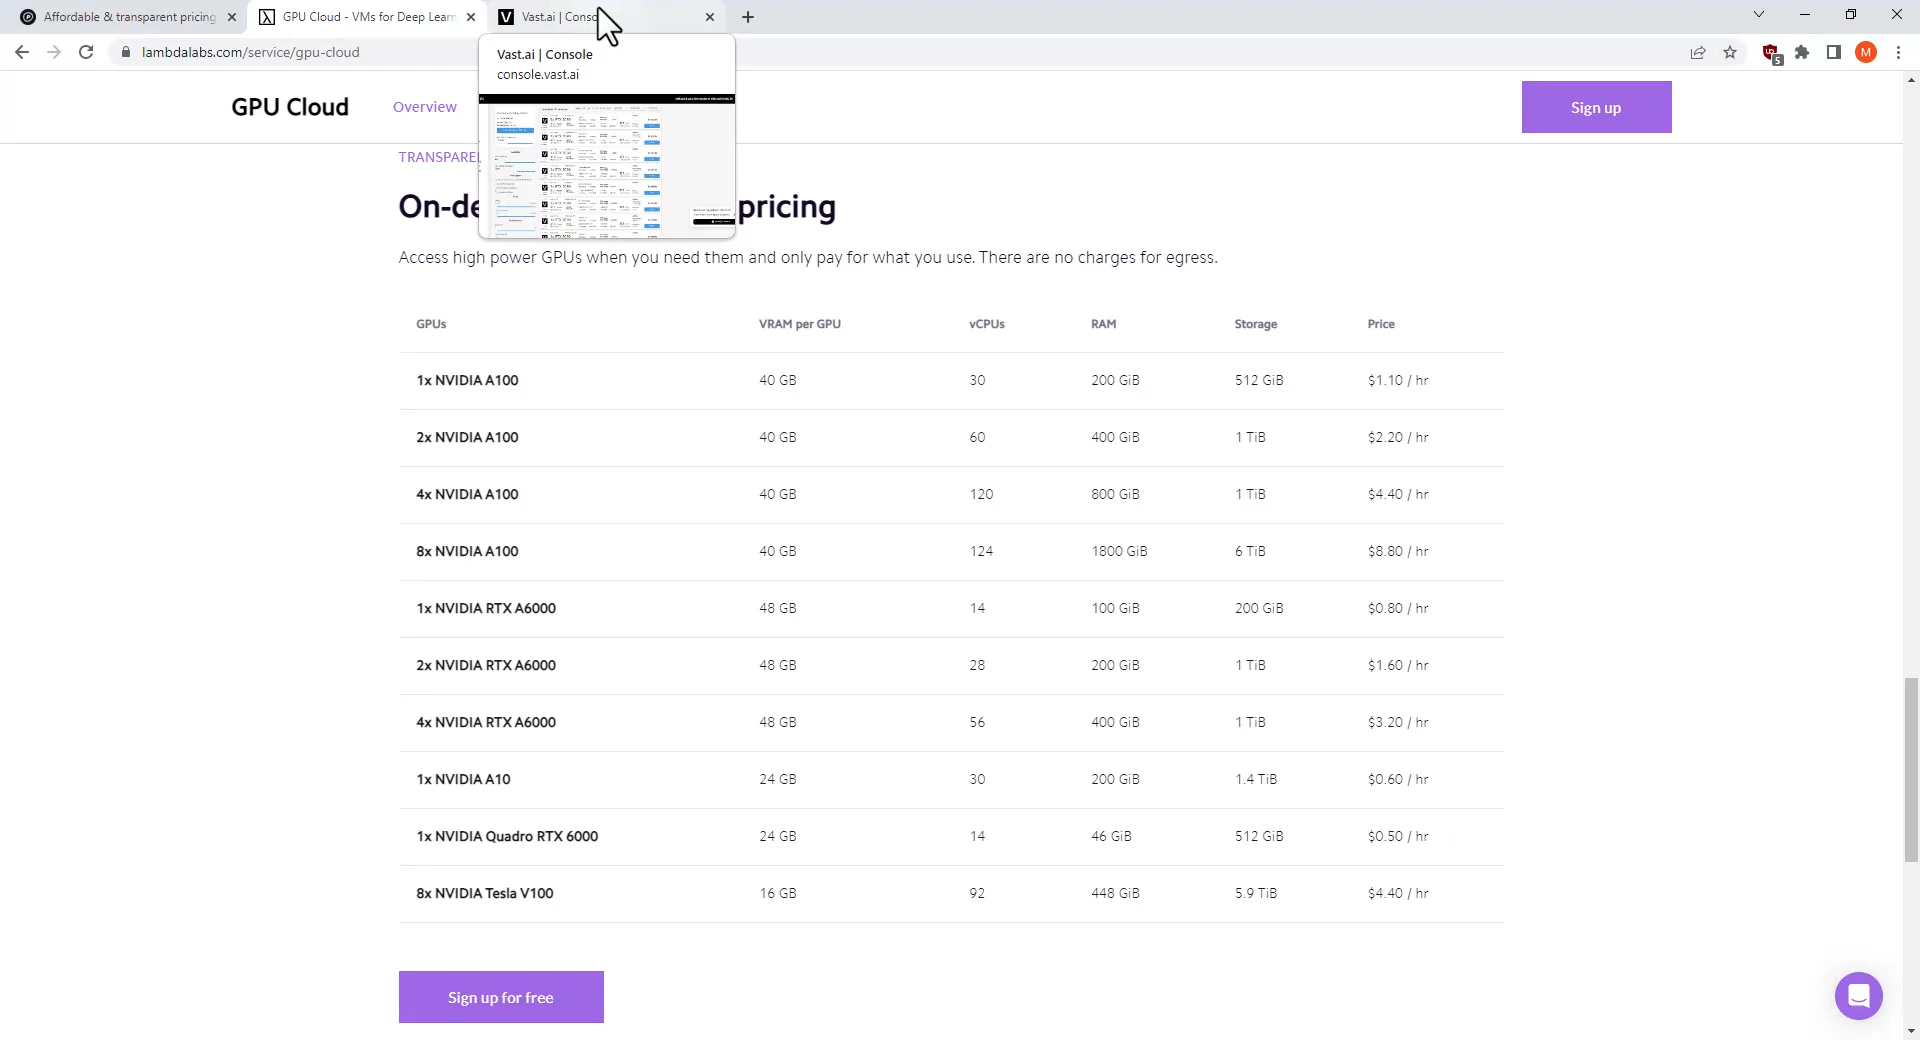 Affordable & transparent pricing
GPU Cloud - VMs for Deep Learn
Vast.ai | Conso
lambdalabs.com/service/gpu-cloud
5
M
Vast.ai | Console
console.vast.ai
GPU Cloud
Overview
Sign up
TRANSPAREN
On-de pricing
Access high power GPUs when you need them and only pay for what you use. There are no charges for egress.
GPUs VRAM per GPU vCPUs RAM Storage Price
1x NVIDIA A100 40 GB 30 200 GiB 512 GiB $1.10 / hr
2x NVIDIA A100 40 GB 60 400 GiB 1 TiB $2.20 / hr
4x NVIDIA A100 40 GB 120 800 GiB 1 TiB $4.40 / hr
8x NVIDIA A100 40 GB 124 1800 GiB 6 TiB $8.80 / hr
1x NVIDIA RTX A6000 48 GB 14 100 GiB 200 GiB $0.80 / hr
2x NVIDIA RTX A6000 48 GB 28 200 GiB 1 TiB $1.60 / hr
4x NVIDIA RTX A6000 48 GB 56 400 GiB 1 TiB $3.20 / hr
1x NVIDIA A10 24 GB 30 200 GiB 1.4 TiB $0.60 / hr
1x NVIDIA Quadro RTX 6000 24 GB 14 46 GiB 512 GiB $0.50 / hr
8x NVIDIA Tesla V100 16 GB 92 448 GiB 5.9 TiB $4.40 / hr
Sign up for free